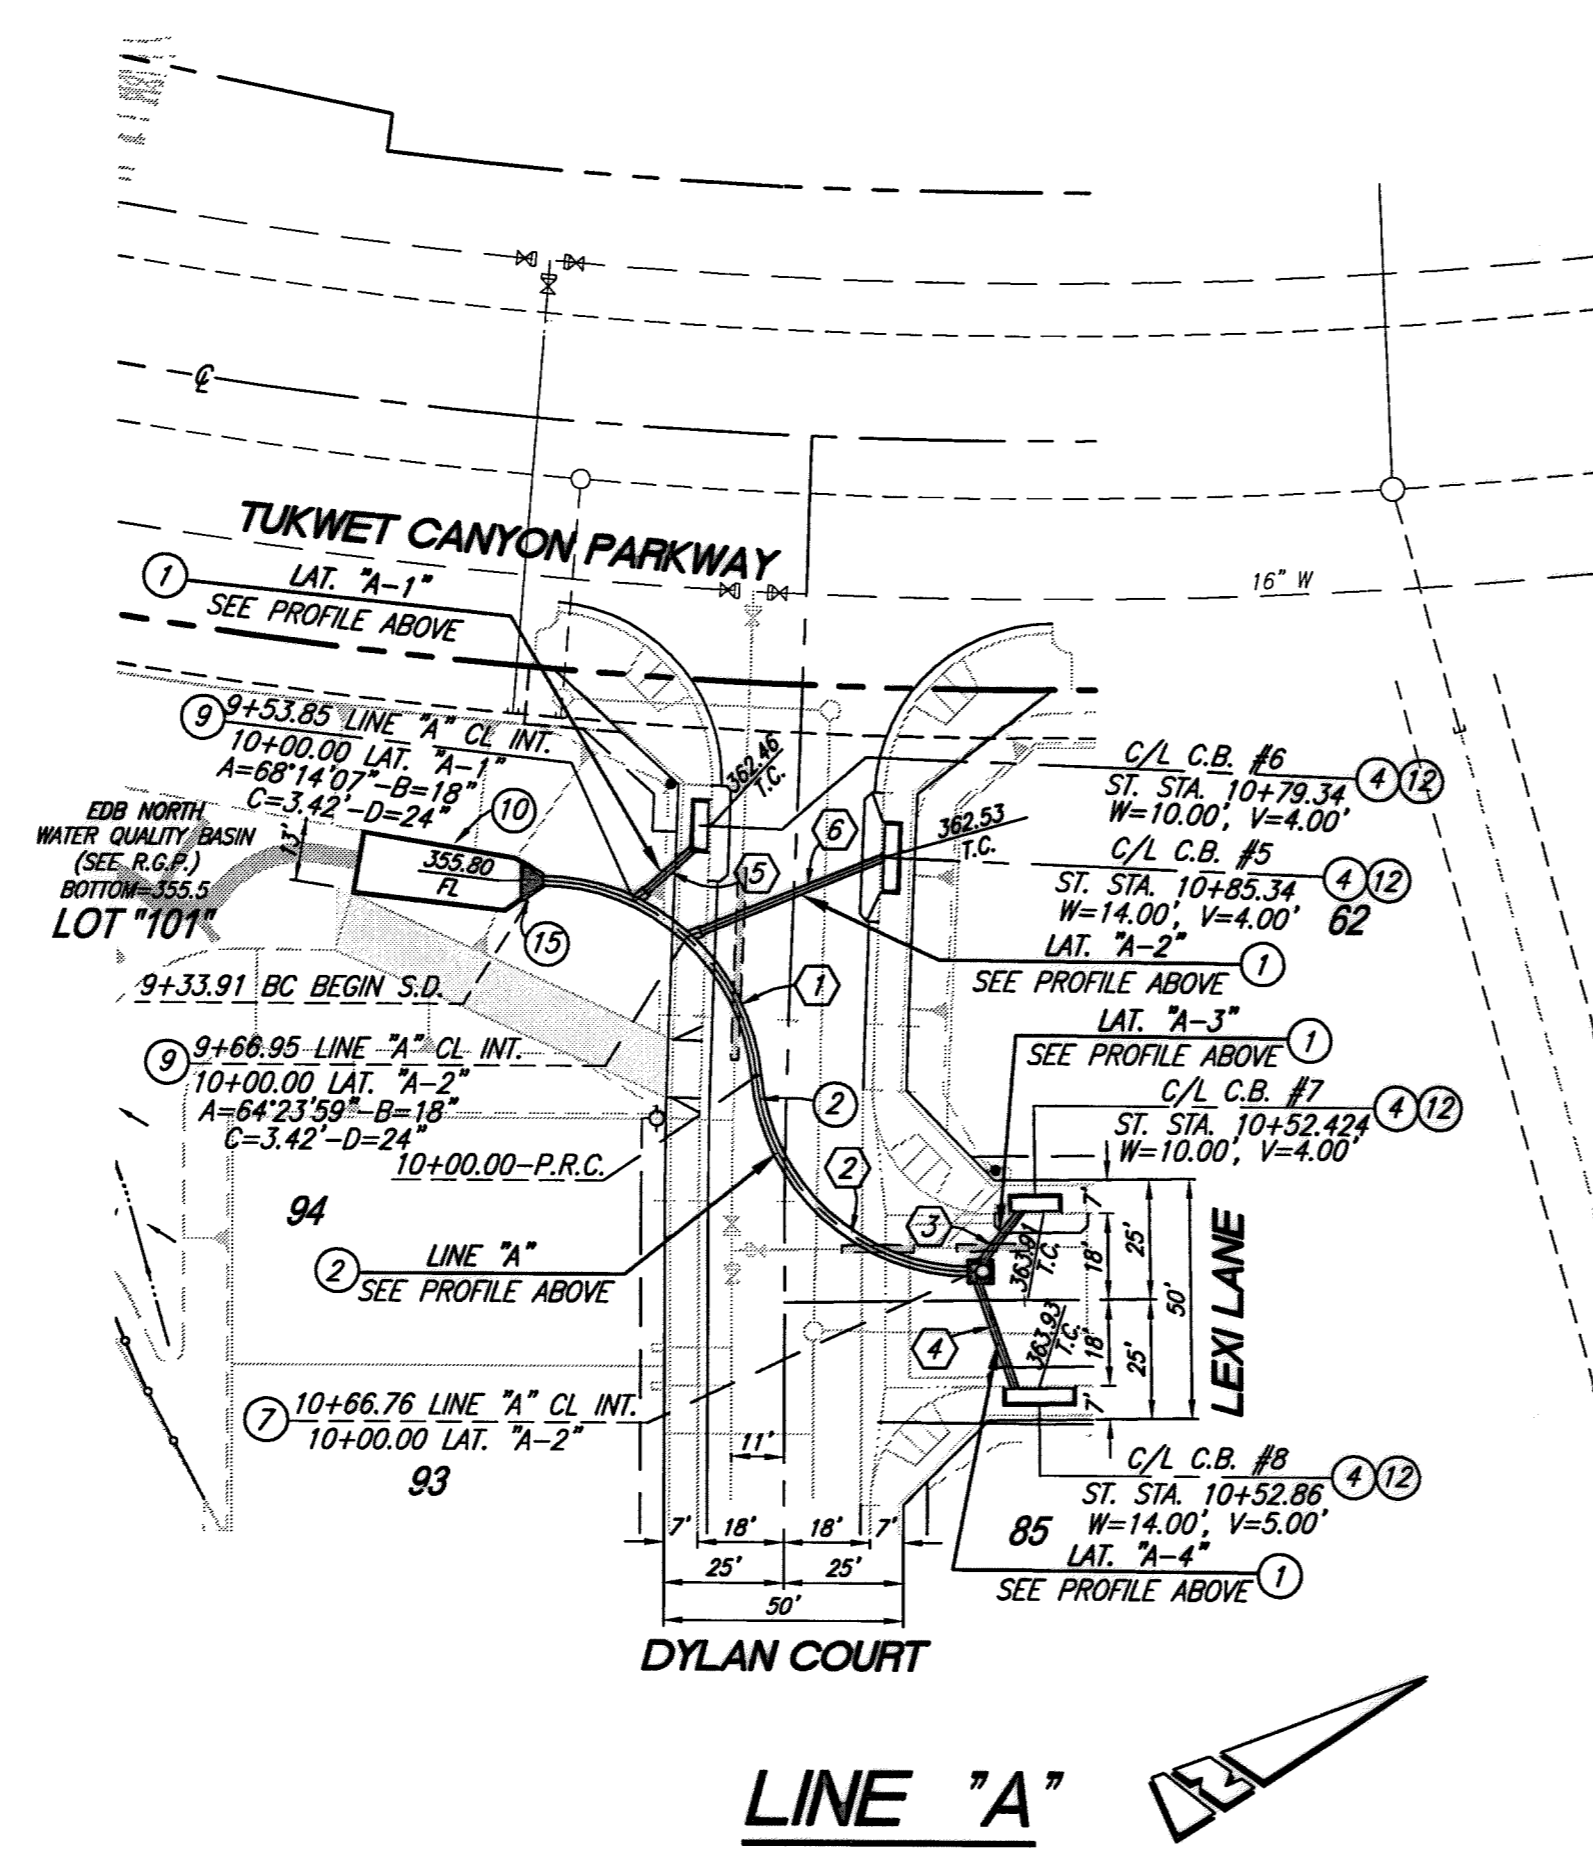 ℄
TUKWET CANYON PARKWAY
16" W
1
LAT. "A-1"
SEE PROFILE ABOVE
9
9+53.85 LINE "A" CL INT.
10+00.00 LAT. "A-1"
A=68°14'07"-B=18"
C=3.42'-D=24"
EDB NORTH
WATER QUALITY BASIN
(SEE R.G.P.)
BOTTOM=355.5
LOT "101"
13'
10
355.80
FL
15
362.46
T.C.
5
6
362.53
T.C.
C/L C.B. #6
ST. STA. 10+79.34
W=10.00', V=4.00'
4 12
C/L C.B. #5
ST. STA. 10+85.34
W=14.00', V=4.00'
4 12
62
LAT. "A-2"
SEE PROFILE ABOVE
1
9+33.91 BC BEGIN S.D.
1
9
9+66.95 LINE "A" CL INT.
10+00.00 LAT. "A-2"
A=64°23'59"-B=18"
C=3.42'-D=24"
10+00.00-P.R.C.
2
2
LAT. "A-3"
SEE PROFILE ABOVE
1
C/L C.B. #7
ST. STA. 10+52.424
W=10.00', V=4.00'
4 12
94
2
LINE "A"
SEE PROFILE ABOVE
3
363.91
T.C.
4
363.93
T.C.
7'
18'
25'
50'
18'
25'
7'
LEXI LANE
7
10+66.76 LINE "A" CL INT.
10+00.00 LAT. "A-2"
93
11'
C/L C.B. #8
ST. STA. 10+52.86
W=14.00', V=5.00'
4 12
85
LAT. "A-4"
SEE PROFILE ABOVE
1
7' 18' 18' 7'
25' 25'
50'
DYLAN COURT
LINE "A"
N